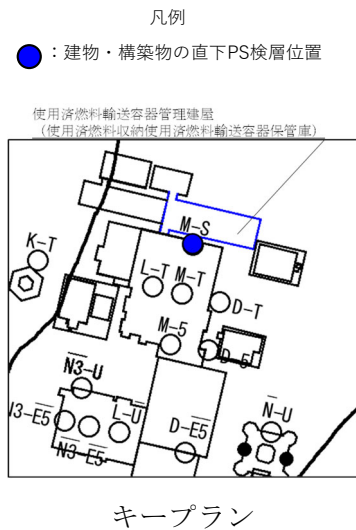 凡例
：建物・構築物の直下PS検層位置
使用済燃料輸送容器管理建屋
（使用済燃料収納使用済燃料輸送容器保管庫）
M-S
K-T
L-T
M-T
D-T
M-5
D-5
N3-U
N-U
N3-E5
L-U
D-E5
N3-E5
キープラン